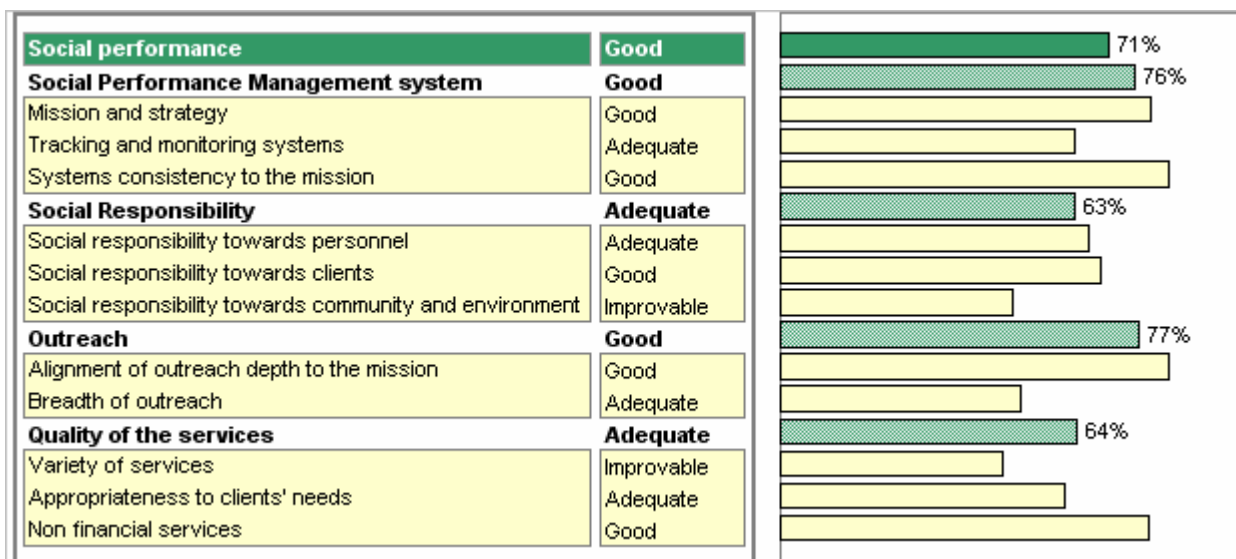 Social performance Good 71%
Social Performance Management system Good 76%
Mission and strategy Good
Tracking and monitoring systems Adequate
Systems consistency to the mission Good
Social Responsibility Adequate 63%
Social responsibility towards personnel Adequate
Social responsibility towards clients Good
Social responsibility towards community and environment Improvable
Outreach Good 77%
Alignment of outreach depth to the mission Good
Breadth of outreach Adequate
Quality of the services Adequate 64%
Variety of services Improvable
Appropriateness to clients' needs Adequate
Non financial services Good